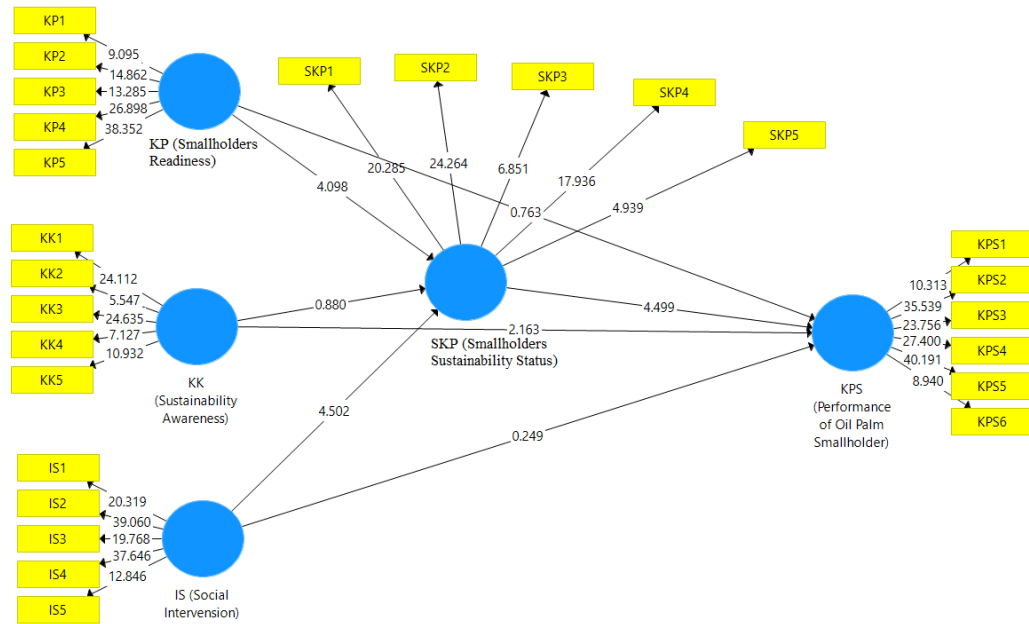 KP1
KP2
KP3
KP4
KP5
9.095
14.862
13.285
26.898
38.352
KP (Smallholders
Readiness)
SKP1
SKP2
SKP3
SKP4
SKP5
20.285
24.264
6.851
17.936
4.939
4.098
0.763
KK1
KK2
KK3
KK4
KK5
24.112
5.547
24.635
7.127
10.932
KK
(Sustainability
Awareness)
0.880
2.163
SKP (Smallholders
Sustainability Status)
4.499
4.502
0.249
KPS1
KPS2
KPS3
KPS4
KPS5
KPS6
10.313
35.539
23.756
27.400
40.191
8.940
KPS
(Performance
of Oil Palm
Smallholder)
IS1
IS2
IS3
IS4
IS5
20.319
39.060
19.768
37.646
12.846
IS (Social
Intervension)